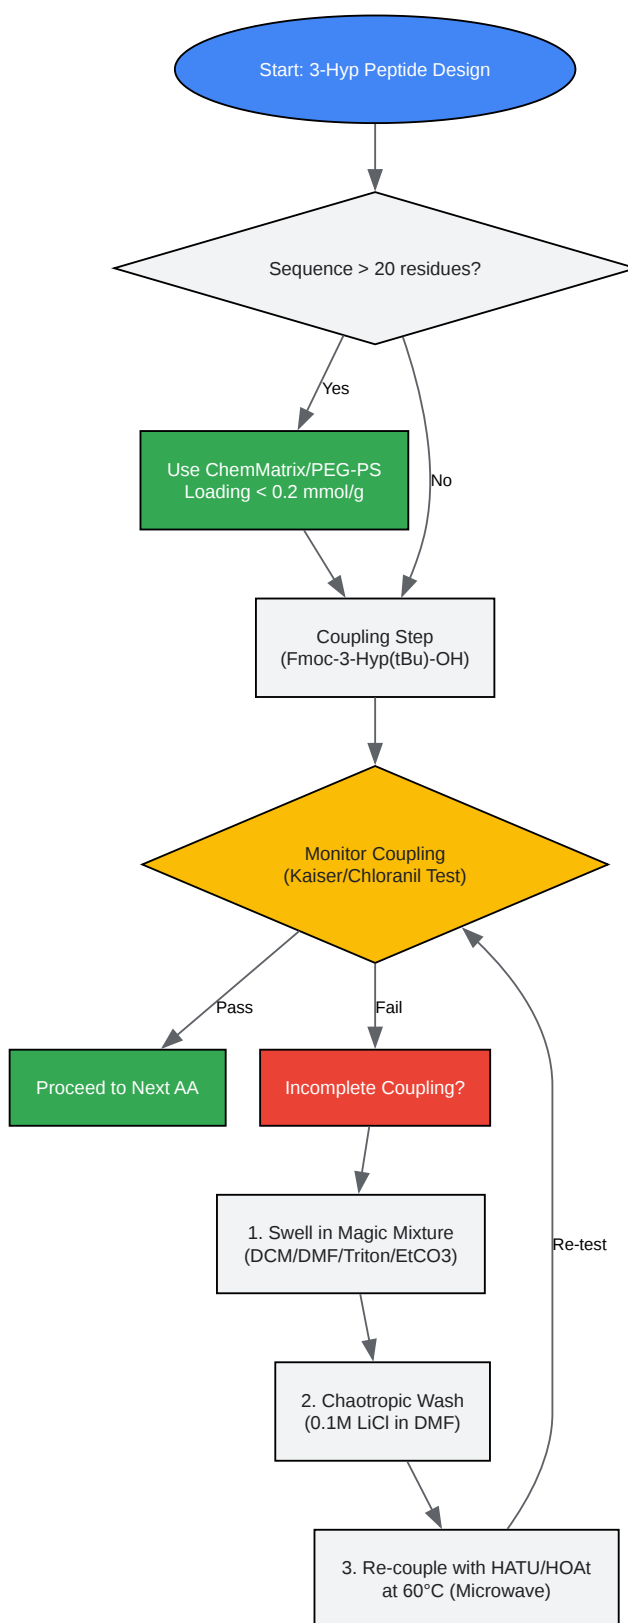 Start: 3-Hyp Peptide Design
Sequence > 20 residues?
Yes
Use ChemMatrix/PEG-PS
Loading < 0.2 mmol/g
No
Coupling Step
(Fmoc-3-Hyp(tBu)-OH)
Monitor Coupling
(Kaiser/Chloranil Test)
Pass
Fail
Proceed to Next AA
Incomplete Coupling?
1. Swell in Magic Mixture
(DCM/DMF/Triton/EtCO3)
Re-test
2. Chaotropic Wash
(0.1M LiCl in DMF)
3. Re-couple with HATU/HOAt
at 60°C (Microwave)